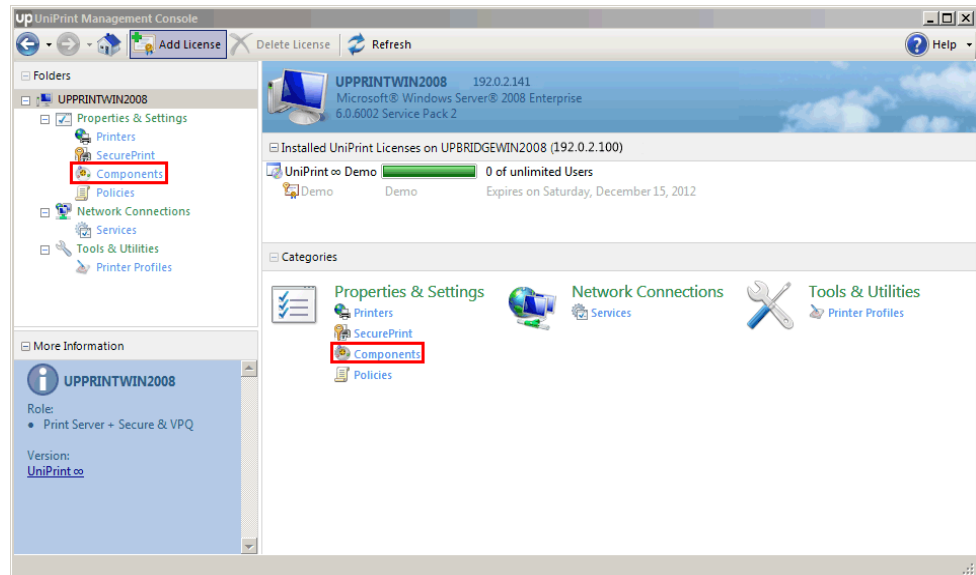 up UniPrint Management Console
Add License Delete License Refresh Help
Folders
UPPRINTWIN2008
Properties & Settings
Printers
SecurePrint
Components
Policies
Network Connections
Services
Tools & Utilities
Printer Profiles
More Information
UPPRINTWIN2008
Role:
• Print Server + Secure & VPQ
Version:
UniPrint ∞
UPPRINTWIN2008 192.0.2.141
Microsoft® Windows Server® 2008 Enterprise
6.0.6002 Service Pack 2
Installed UniPrint Licenses on UPBRIDGEWIN2008 (192.0.2.100)
UniPrint ∞ Demo 0 of unlimited Users
Demo Demo Expires on Saturday, December 15, 2012
Categories
Properties & Settings
Printers
SecurePrint
Components
Policies
Network Connections
Services
Tools & Utilities
Printer Profiles